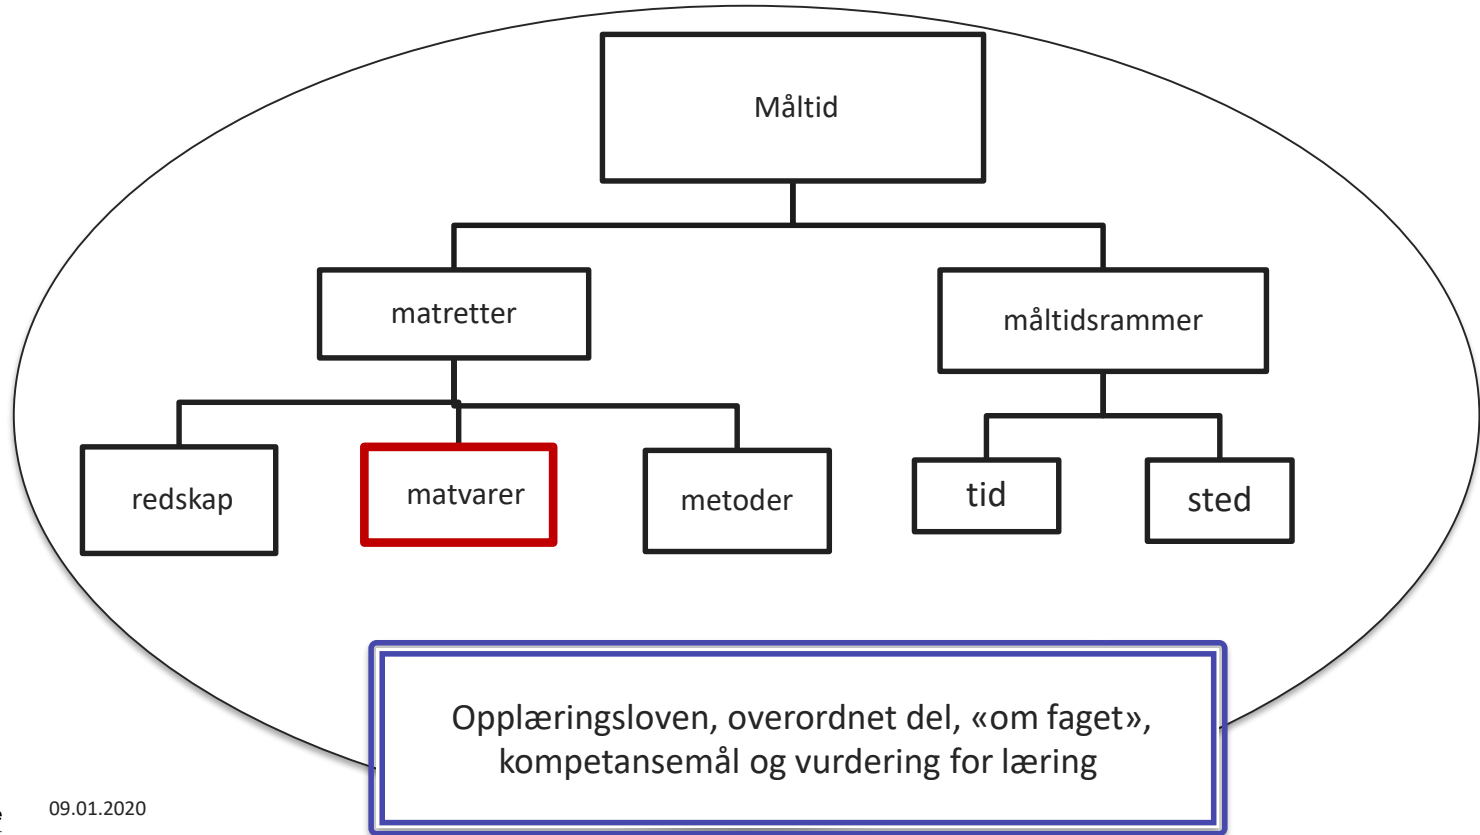 Måltid
matretter
måltidsrammer
redskap
matvarer
metoder
tid
sted
Opplæringsloven, overordnet del, «om faget»,
kompetansemål og vurdering for læring
09.01.2020